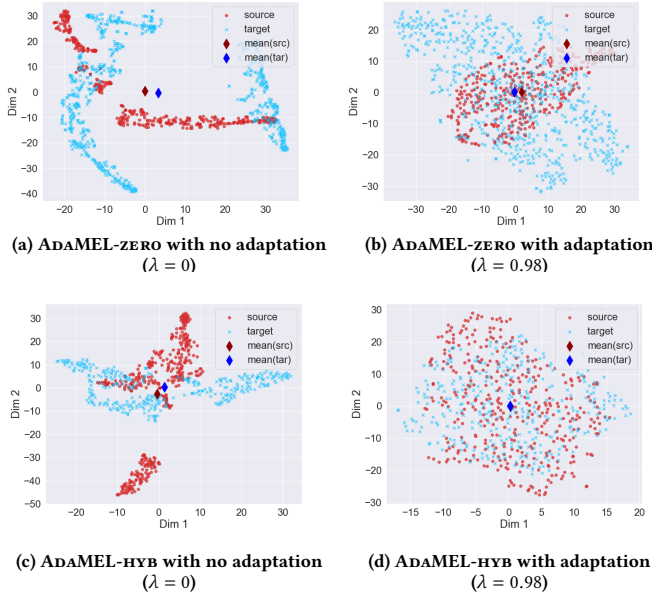 30
20
10
0
−10
−20
−30
−40
Dim 2
−20
−10
0
10
20
30
Dim 1
source
target
mean(src)
mean(tar)
(a) AdaMEL-zero with no adaptation
(λ = 0)
20
10
0
−10
−20
−30
Dim 2
−30
−20
−10
0
10
20
30
Dim 1
source
target
mean(src)
mean(tar)
(b) AdaMEL-zero with adaptation
(λ = 0.98)
30
20
10
0
−10
−20
−30
−40
−50
Dim 2
−20
−10
0
10
20
30
Dim 1
source
target
mean(src)
mean(tar)
(c) AdaMEL-hyb with no adaptation
(λ = 0)
30
20
10
0
−10
−20
−30
Dim 2
−15
−10
−5
0
5
10
15
20
Dim 1
source
target
mean(src)
mean(tar)
(d) AdaMEL-hyb with adaptation
(λ = 0.98)